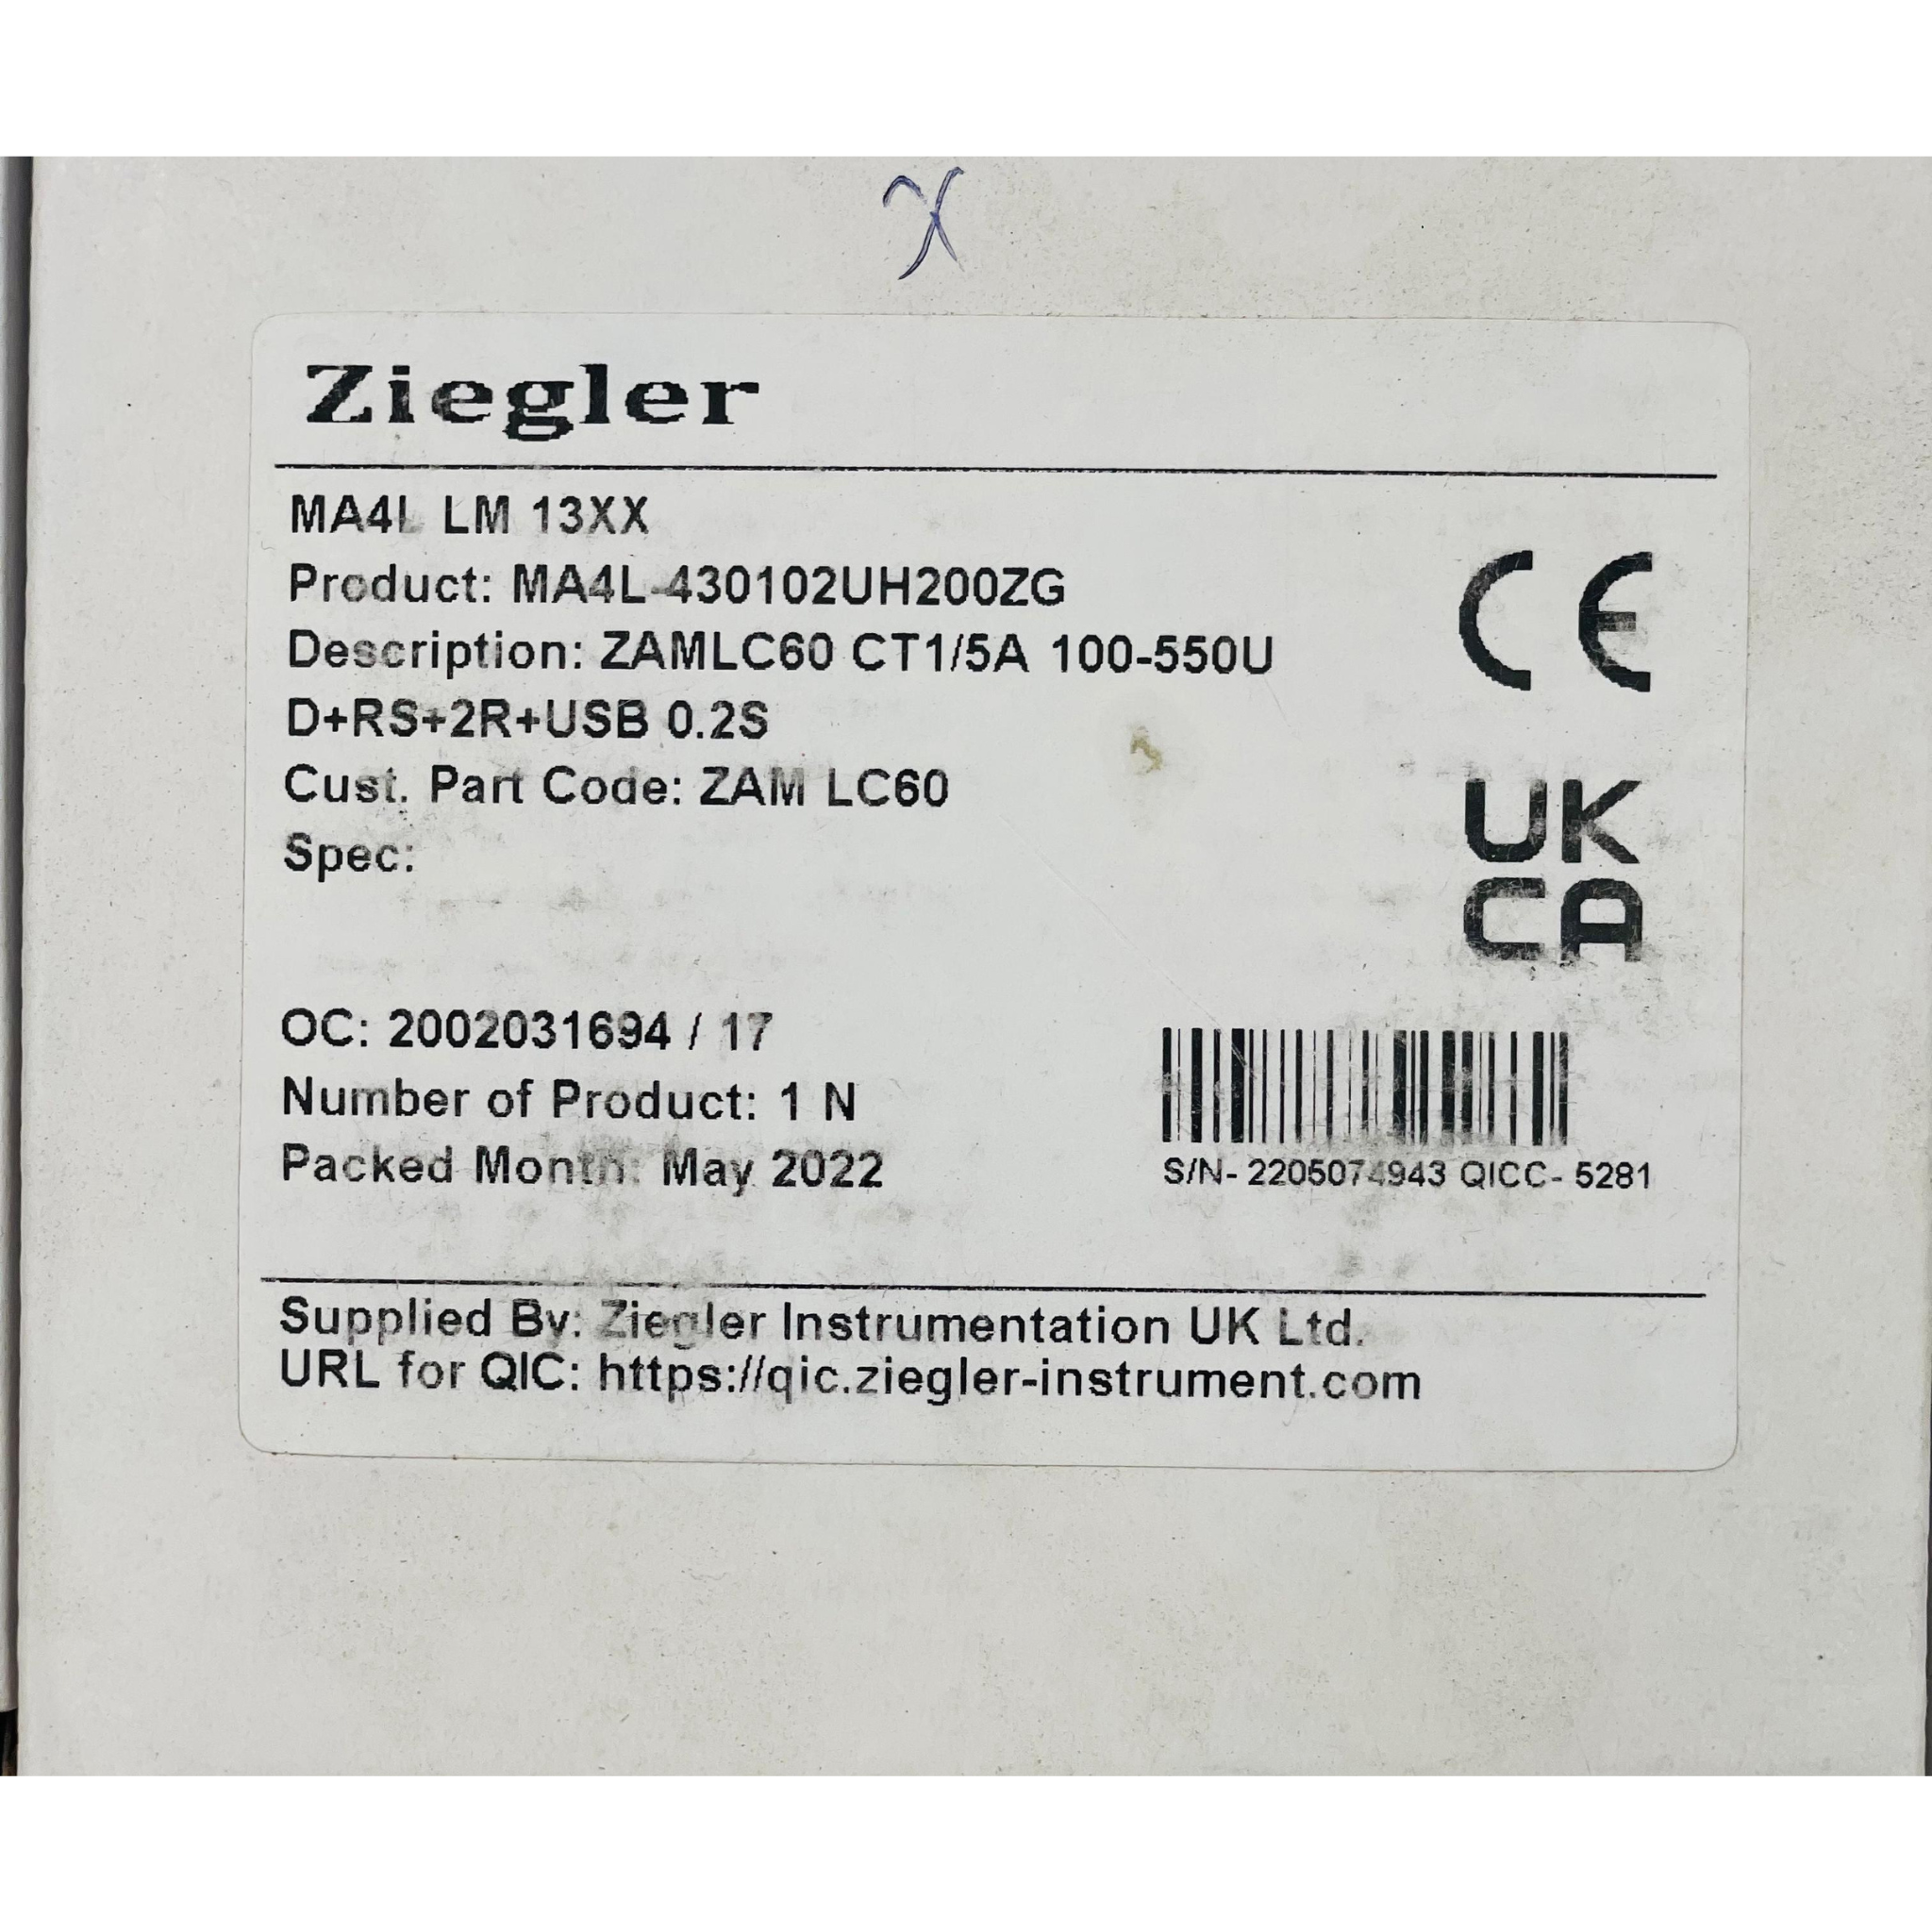 X
Ziegler
MA4L LM 13XX
Product: MA4L-430102UH200ZG
Description: ZAMLC60 CT1/5A 100-550U
D+RS+2R+USB 0.2S
Cust. Part Code: ZAM LC60
Spec:
CE
UK
CA
OC: 2002031694 / 17
Number of Product: 1 N
Packed Month: May 2022
S/N- 2205074943 QICC- 5281
Supplied By: Ziegler Instrumentation UK Ltd.
URL for QIC: https://qic.ziegler-instrument.com